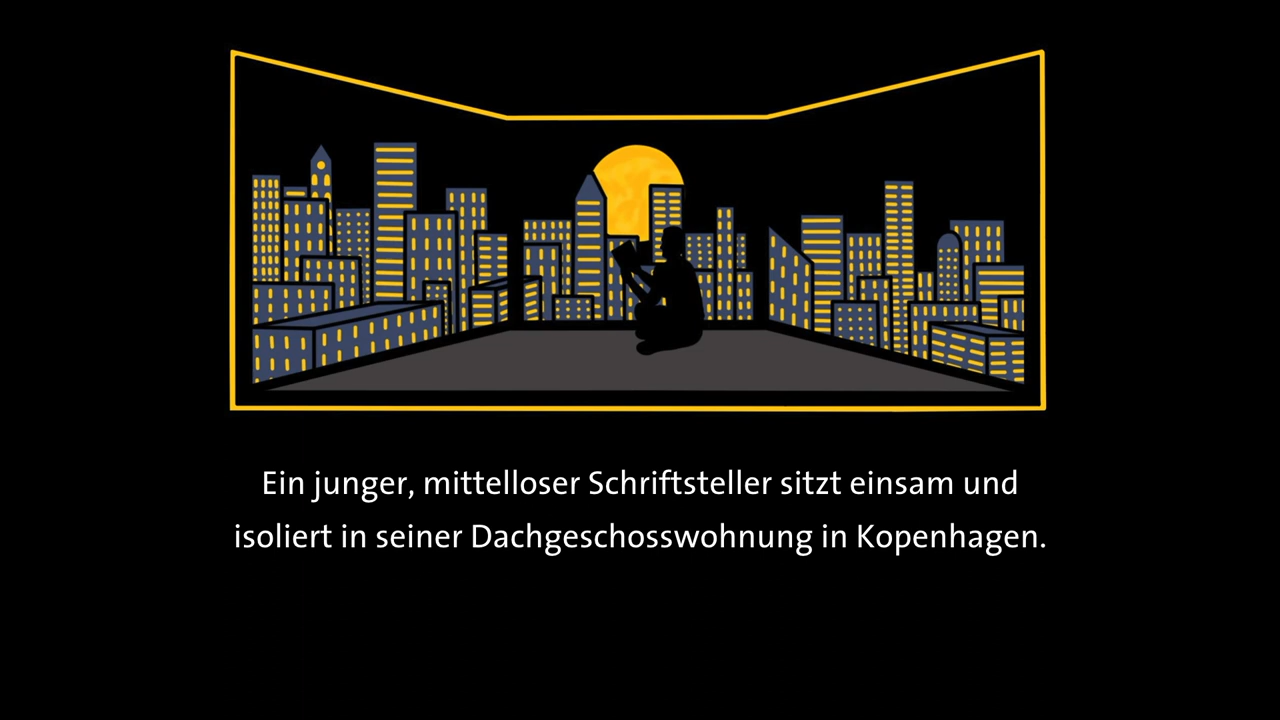 Ein junger, mittelloser Schriftsteller sitzt einsam und
isoliert in seiner Dachgeschosswohnung in Kopenhagen.